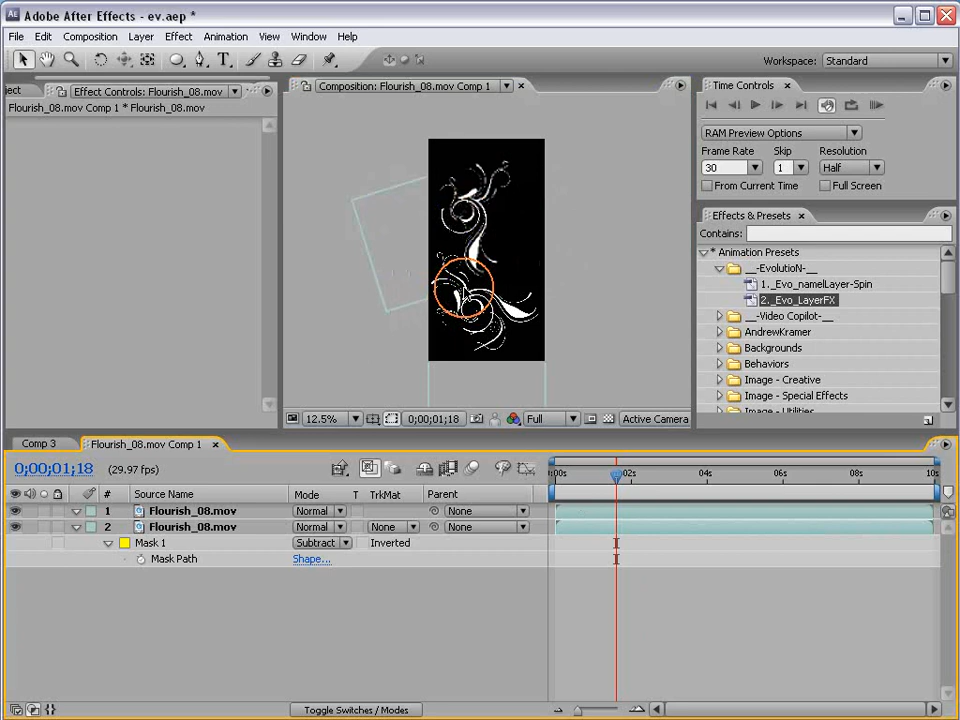 Adobe After Effects - ev.aep *
File Edit Composition Layer Effect Animation View Window Help
Workspace: Standard
ject Effect Controls: Flourish_08.mov
Flourish_08.mov Comp 1 * Flourish_08.mov
Composition: Flourish_08.mov Comp 1
12.5% 0;00;01;18 Full Active Camera
Time Controls
RAM Preview Options
Frame Rate Skip Resolution
30 1 Half
From Current Time Full Screen
Effects & Presets
Contains:
* Animation Presets
__-EvolutioN-__
1._Evo_namelLayer-Spin
2._Evo_LayerFX
__-Video Copilot-__
AndrewKramer
Backgrounds
Behaviors
Image - Creative
Image - Special Effects
Image - Utilities
Comp 3 Flourish_08.mov Comp 1
0;00;01;18 (29.97 fps)
:00s 02s 04s 06s 08s 10s
# Source Name Mode T TrkMat Parent
1 Flourish_08.mov Normal None
2 Flourish_08.mov Normal None None
Mask 1 Subtract Inverted
Mask Path Shape...
Toggle Switches / Modes